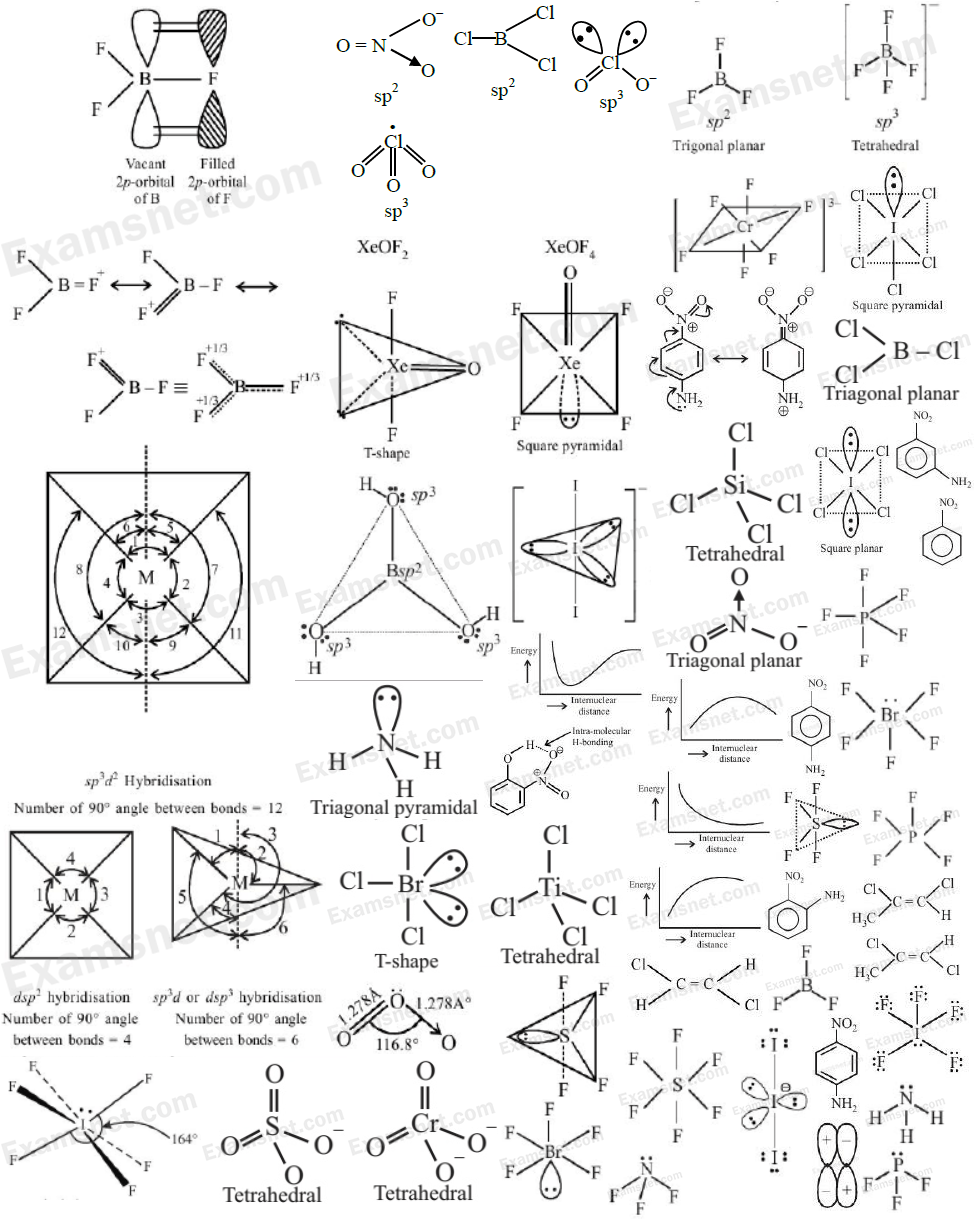 F
B
F
F
Vacant
2p-orbital
of B
Filled
2p-orbital
of F
O = N
O⁻
O
sp²
Cl
Cl
B
Cl
sp²
Cl
O
O⁻
sp³
Cl
O
O
O
sp³
F
B
F
F
sp²
Trigonal planar
F
B
F
F
F
−
sp³
Tetrahedral
F
F
F
Cr
F
F
F
3−
Cl
Cl
I
Cl
Cl
Cl
Square pyramidal
F
B = F⁺
F
F
B – F
F⁺
F⁺
B – F ≡
F
F⁺¹/³
B
F⁺¹/³
F
+1/3
XeOF₂
F
Xe
O
F
T-shape
XeOF₄
O
F
F
Xe
F
F
Square pyramidal
O
O
N
NH₂
O
O
N
NH₂
Cl
B – Cl
Cl
Triagonal planar
6
5
1
8
4
M
2
7
3
12
10
9
11
sp³d² Hybridisation
Number of 90° angle between bonds = 12
H
O
sp³
B
sp²
O
H
sp³
O
H
sp³
I
I
I
−
Cl
Si
Cl
Cl
Cl
Tetrahedral
Cl
Cl
I
Cl
Cl
Square planar
NO₂
NH₂
NO₂
O
N
O
O⁻
Triagonal planar
F
F
P
F
F
F
Energy
Internuclear
distance
Energy
Internuclear
distance
NO₂
NH₂
F
F
Br
F
F
F
N
H
H
H
Triagonal pyramidal
Intra-molecular
H-bonding
H
O
O
N
O
Energy
Internuclear
distance
F
F
S
F
F
F
F
P
F
F
F
4
1
M
3
2
dsp² hybridisation
Number of 90° angle
between bonds = 4
1
3
2
5
M
4
6
sp³d or dsp³ hybridisation
Number of 90° angle
between bonds = 6
Cl
Cl
Br
Cl
T-shape
Cl
Ti
Cl
Cl
Cl
Tetrahedral
Energy
Internuclear
distance
NO₂
NH₂
Cl
Cl
C = C
H₃C
H
Cl
H
C = C
H₃C
Cl
1.278Å
O
1.278A°
O
O
116.8°
F
F
S
F
F
Cl
H
C = C
H
Cl
F
B
F
F
F
F
F
I
F
F
F
F
F
I
F
F
164°
O
S
O
O⁻
O
Tetrahedral
O
Cr
O
O⁻
O⁻
Tetrahedral
F
F
Br
F
F
F
F
F
F
S
F
F
F
N
F
F
F
I
I
I
NO₂
NH₂
+
−
−
+
N
H
H
H
P
F
F
F
Examsnet.com